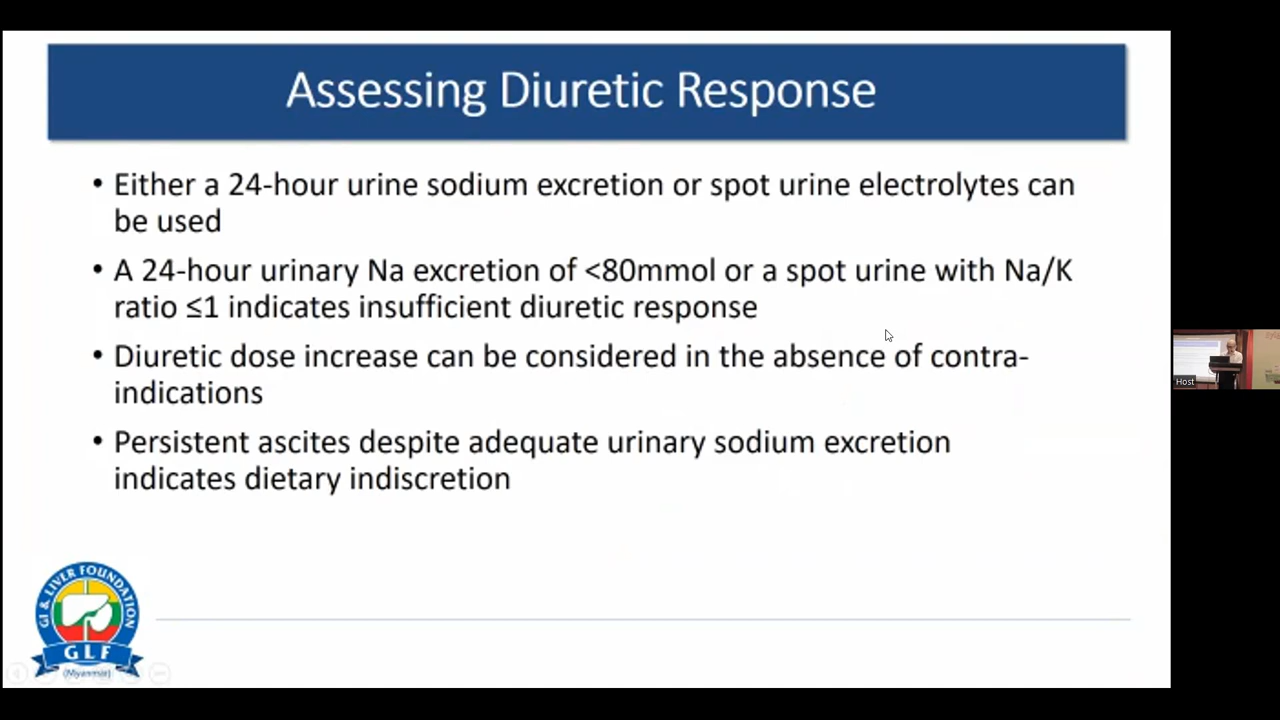 Assessing Diuretic Response
• Either a 24-hour urine sodium excretion or spot urine electrolytes can
be used
• A 24-hour urinary Na excretion of <80mmol or a spot urine with Na/K
ratio ≤1 indicates insufficient diuretic response
• Diuretic dose increase can be considered in the absence of contra-
indications
• Persistent ascites despite adequate urinary sodium excretion
indicates dietary indiscretion
GI & LIVER FOUNDATION
GLF
(Myanmar)
Host